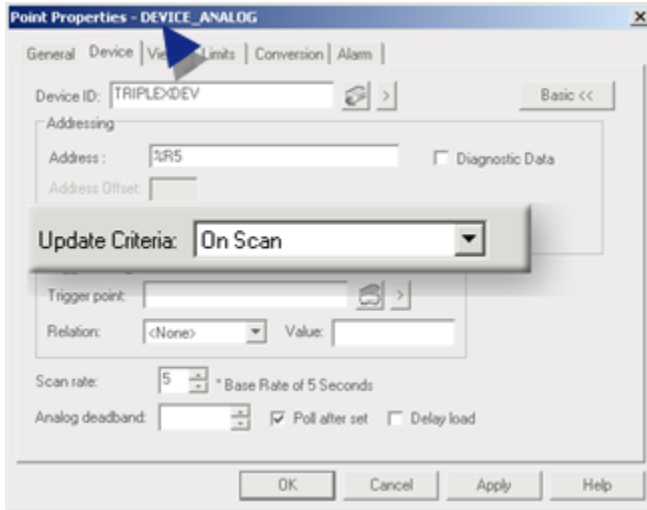 Point Properties - DEVICE_ANALOG
General Device Limits Conversion Alarm
Device ID: TRIPLEXDEV > Basic <<
Addressing
Address : %R5 Diagnostic Data
Address Offset:
Update Criteria: On Scan
Trigger point: >
Relation: <None> Value:
Scan rate: 5 * Base Rate of 5 Seconds
Analog deadband: Poll after set Delay load
OK Cancel Apply Help